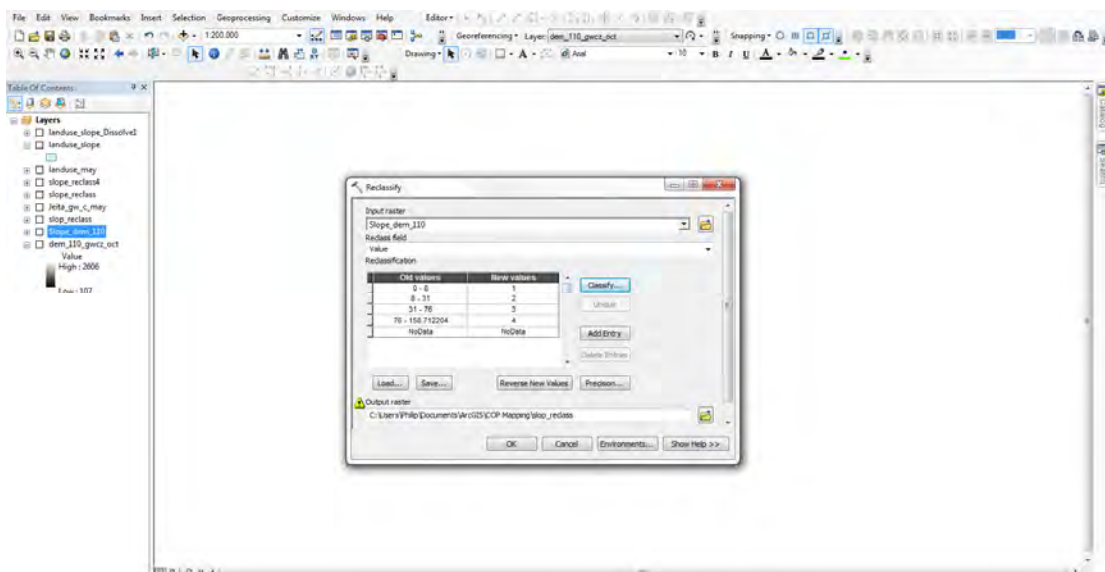 File Edit View Bookmarks Insert Selection Geoprocessing Customize Windows Help Editor
1:200.000 Georeferencing Layer: dem_110_gwcz_oct Snapping
Drawing A Arial 10 B I U A
Table Of Contents
Layers
landuse_slope_Dissolve1
landuse_slope
landuse_may
slope_reclass4
slope_reclass
Jeita_gw_c_may
slop_reclass
Slope_dem_110
dem_110_gwcz_oct
Value
High : 2606
Low : 107
Catalog
Search
Reclassify
Input raster
Slope_dem_110
Reclass field
Value
Reclassification
Old values New values
0 - 8 1
8 - 31 2
31 - 76 3
76 - 158.712204 4
NoData NoData
Classify...
Unique
Add Entry
Delete Entries
Load... Save... Reverse New Values Precision...
Output raster
C:\Users\Philip\Documents\ArcGIS\COP Mapping\slop_reclass
OK Cancel Environments... Show Help >>